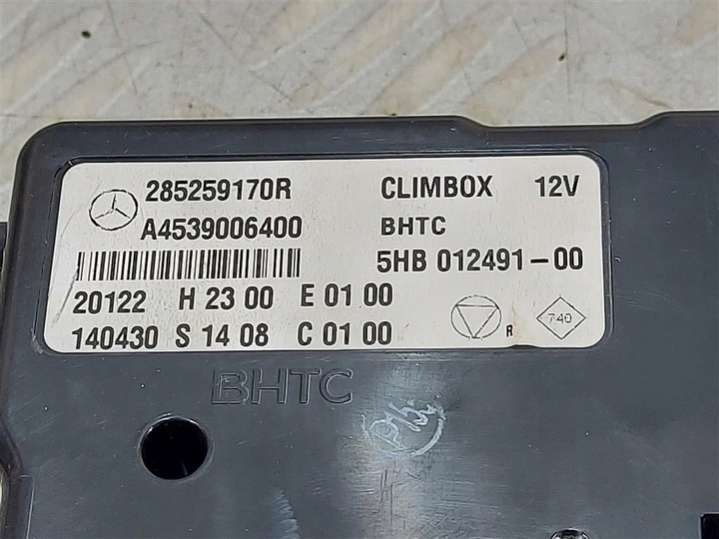 285259170R CLIMBOX 12V
A4539006400 BHTC
5HB 012491-00
20122 H 23 00 E 01 00
140430 S 14 08 C 01 00
R 740
BHTC